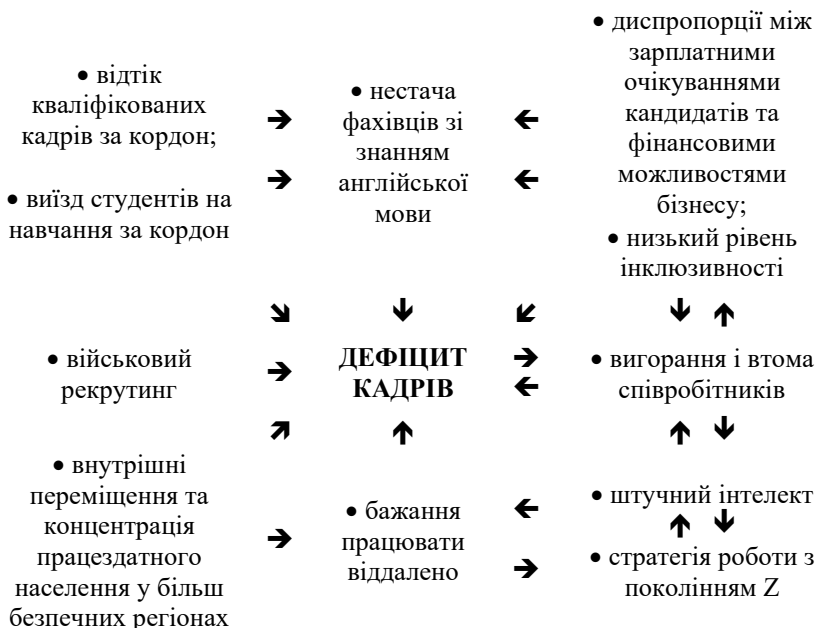 • відтік
кваліфікованих
кадрів за кордон;
• виїзд студентів на
навчання за кордон
• нестача
фахівців зі
знанням
англійської
мови
• диспропорції між
зарплатними
очікуваннями
кандидатів та
фінансовими
можливостями
бізнесу;
• низький рівень
інклюзивності
• військовий
рекрутинг
ДЕФІЦИТ
КАДРІВ
• вигорання і втома
співробітників
• внутрішні
переміщення та
концентрація
працездатного
населення у більш
безпечних регіонах
• бажання
працювати
віддалено
• штучний інтелект
• стратегія роботи з
поколінням Z